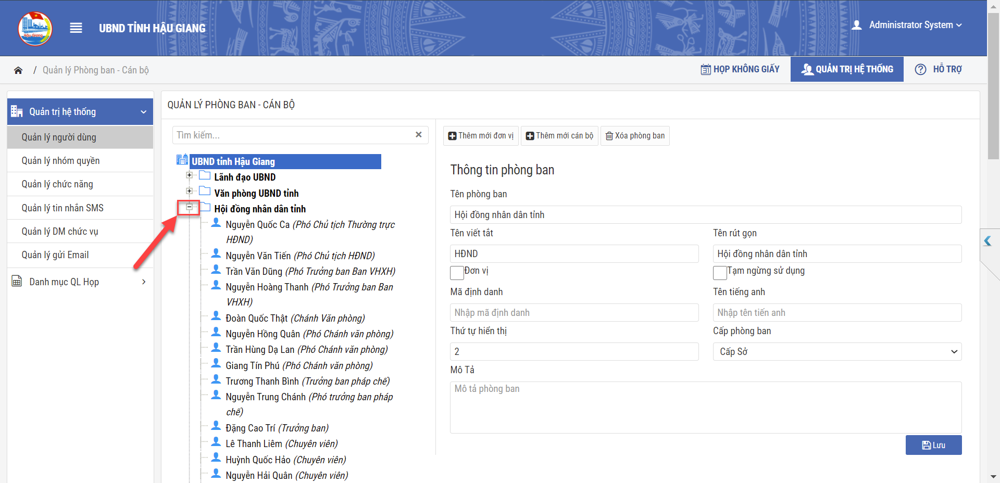 Hậu Giang
UBND TỈNH HẬU GIANG
Administrator System
/ Quản lý Phòng ban - Cán bộ
31 HỌP KHÔNG GIẤY
QUẢN TRỊ HỆ THỐNG
? HỖ TRỢ
Quản trị hệ thống
Quản lý người dùng
Quản lý nhóm quyền
Quản lý chức năng
Quản lý tin nhắn SMS
Quản lý DM chức vụ
Quản lý gửi Email
Danh mục QL Họp
QUẢN LÝ PHÒNG BAN - CÁN BỘ
Tìm kiếm...
UBND tỉnh Hậu Giang
Lãnh đạo UBND
Văn phòng UBND tỉnh
Hội đồng nhân dân tỉnh
Nguyễn Quốc Ca (Phó Chủ tịch Thường trực
HĐND)
Nguyễn Văn Tiến (Phó Chủ tịch HĐND)
Trần Văn Dũng (Phó Trưởng ban Ban VHXH)
Nguyễn Hoàng Thanh (Phó Trưởng ban Ban
VHXH)
Đoàn Quốc Thật (Chánh Văn phòng)
Nguyễn Hồng Quân (Phó Chánh văn phòng)
Trần Hùng Dạ Lan (Phó Chánh văn phòng)
Giang Tín Phú (Phó Chánh văn phòng)
Trương Thanh Bình (Trưởng ban pháp chế)
Nguyễn Trung Chánh (Phó trưởng ban pháp
chế)
Đặng Cao Trí (Trưởng ban)
Lê Thanh Liêm (Chuyên viên)
Huỳnh Quốc Hảo (Chuyên viên)
Nguyễn Hải Quân (Chuyên viên)
Thêm mới đơn vị
Thêm mới cán bộ
Xóa phòng ban
Thông tin phòng ban
Tên phòng ban
Hội đồng nhân dân tỉnh
Tên viết tắt
Tên rút gọn
HĐND
Hội đồng nhân dân tỉnh
Đơn vị
Tạm ngừng sử dụng
Mã định danh
Tên tiếng anh
Nhập mã định danh
Nhập tên tiến anh
Thứ tự hiển thị
Cấp phòng ban
2
Cấp Sở
Mô Tả
Mô tả phòng ban
Lưu